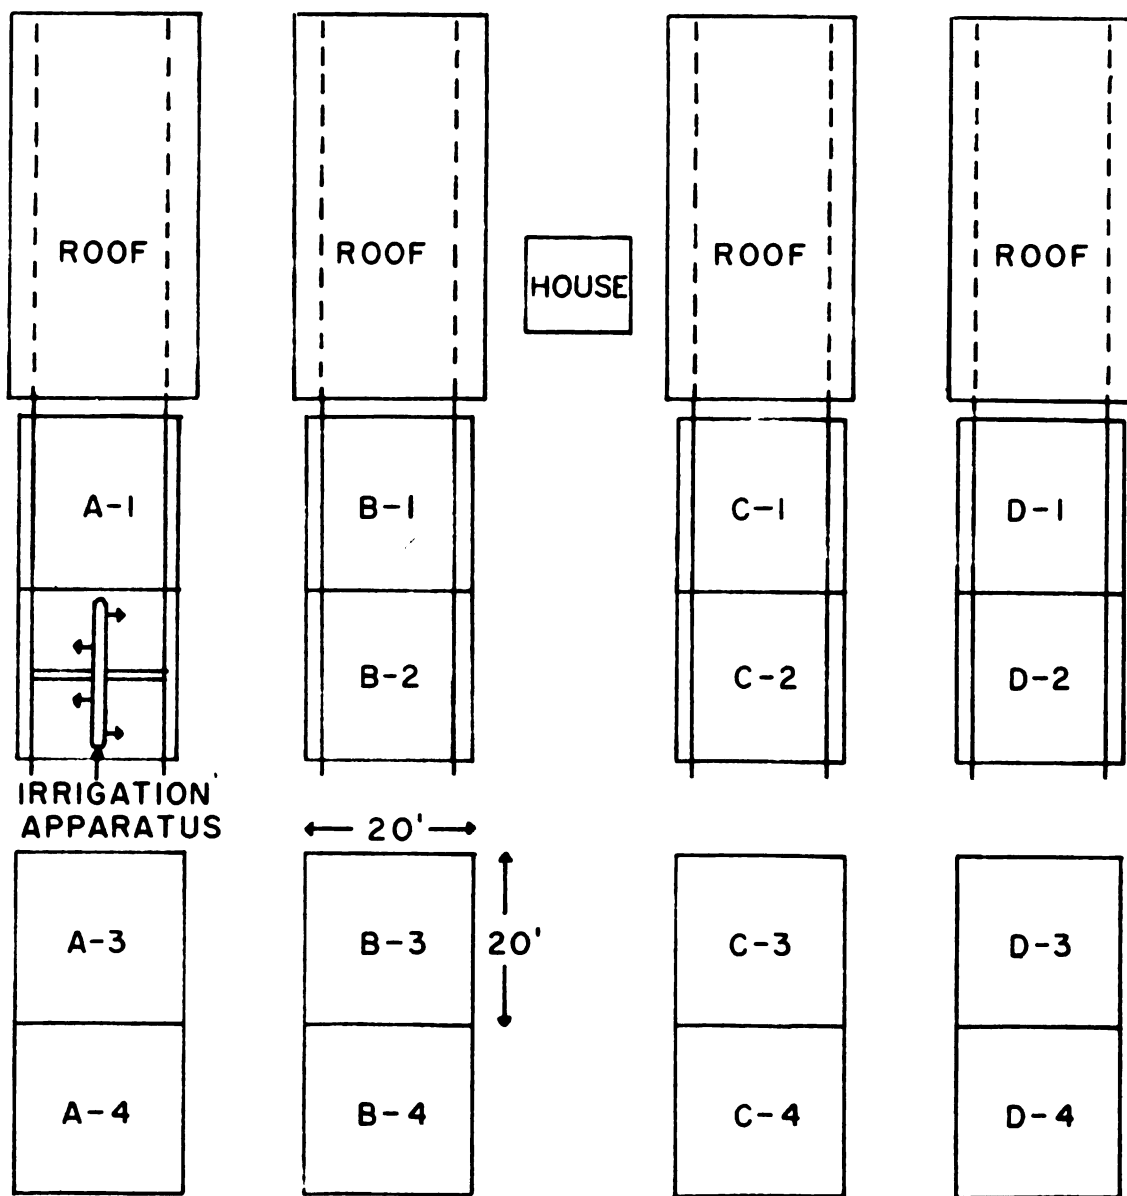 ROOF
ROOF
HOUSE
ROOF
ROOF
A-1
B-1
C-1
D-1
B-2
C-2
D-2
IRRIGATION
APPARATUS
20'
A-3
B-3
20'
C-3
D-3
A-4
B-4
C-4
D-4